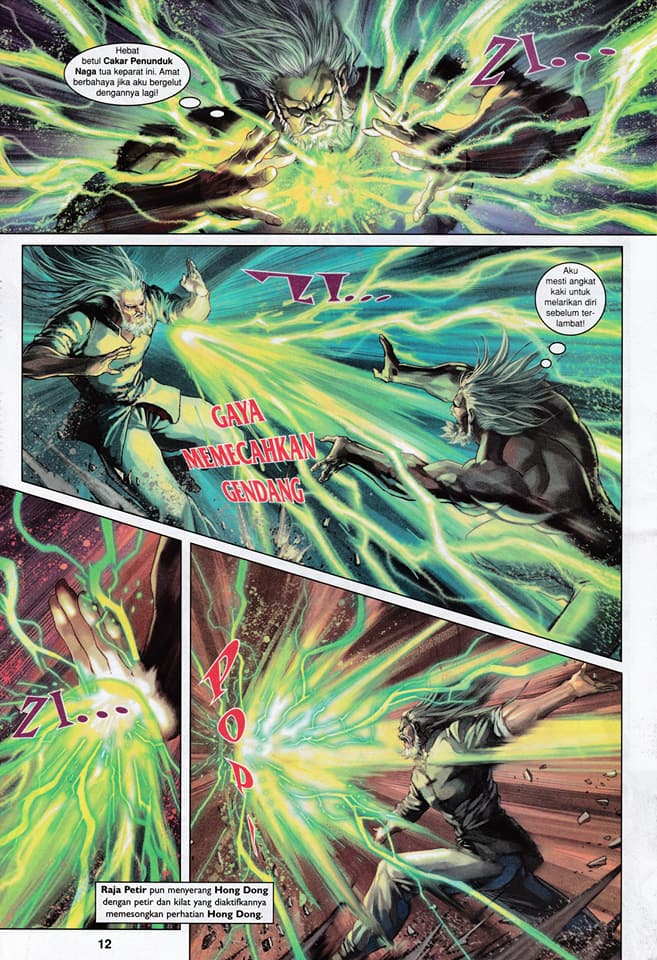 Hebat
betul Cakar Penunduk
Naga tua keparat ini. Amat
berbahaya jika aku bergelut
dengannya lagi!
ZI...
ZI...
Aku
mesti angkat
kaki untuk
melarikan diri
sebelum ter-
lambat!
GAYA
MEMECAHKAN
GENDANG
ZI...
POP!
Raja Petir pun menyerang Hong Dong
dengan petir dan kilat yang diaktifkannya
memesongkan perhatian Hong Dong.
12